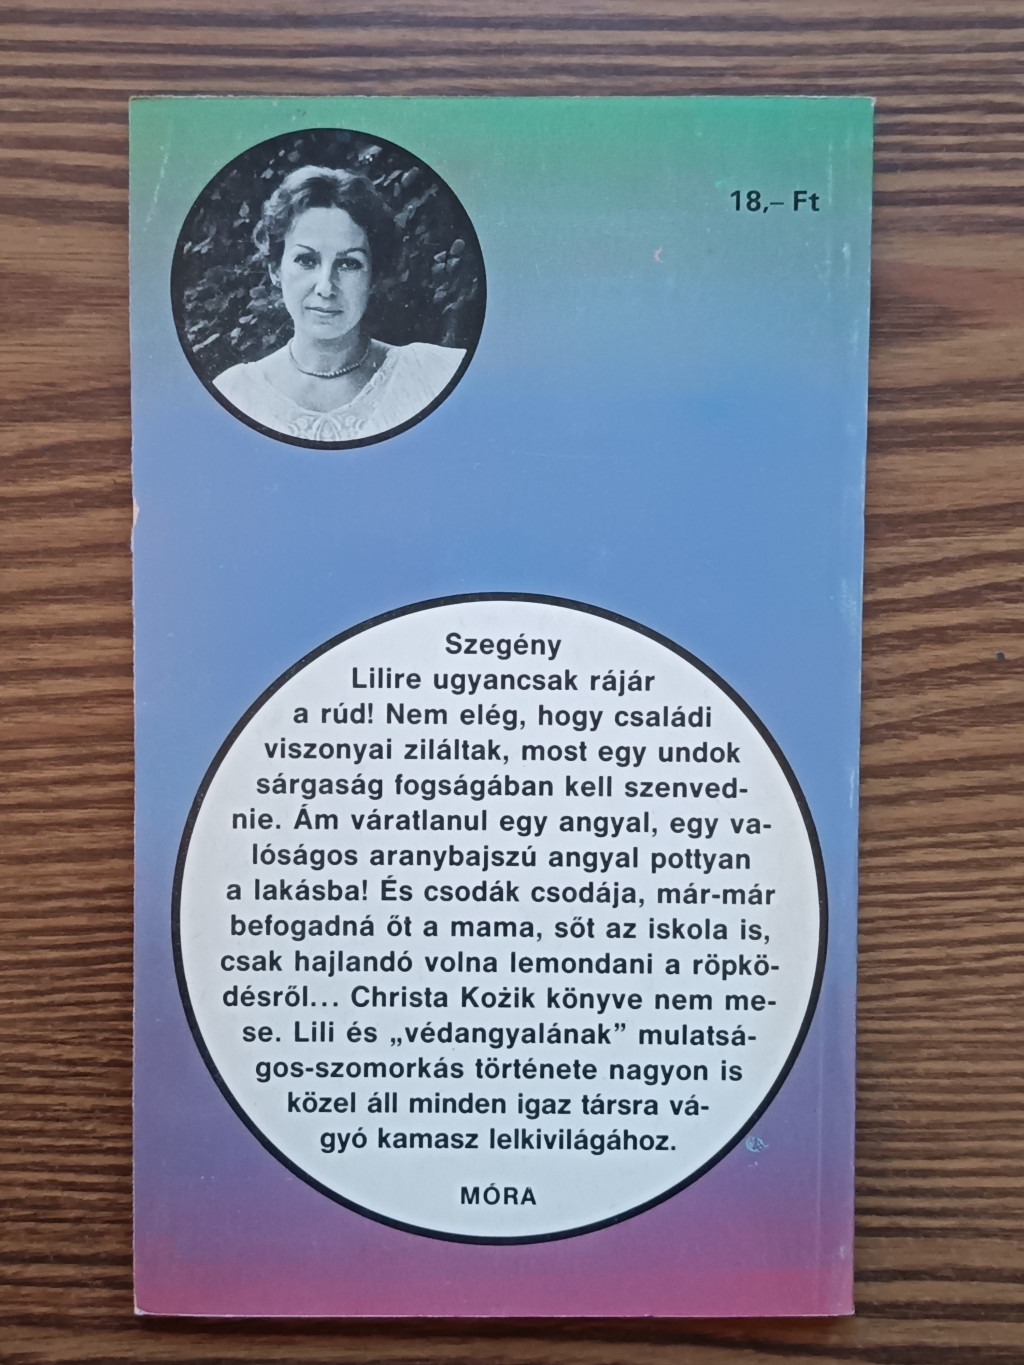 18,– Ft
Szegény
Lilire ugyancsak rájár
a rúd! Nem elég, hogy családi
viszonyai ziláltak, most egy undok
sárgaság fogságában kell szenved-
nie. Ám váratlanul egy angyal, egy va-
lóságos aranybajszú angyal pottyan
a lakásba! És csodák csodája, már-már
befogadná őt a mama, sőt az iskola is,
csak hajlandó volna lemondani a röpkö-
désről... Christa Kożik könyve nem me-
se. Lili és „védangyalának” mulatsá-
gos-szomorkás története nagyon is
közel áll minden igaz társra vá-
gyó kamasz lelkivilágához.
MÓRA